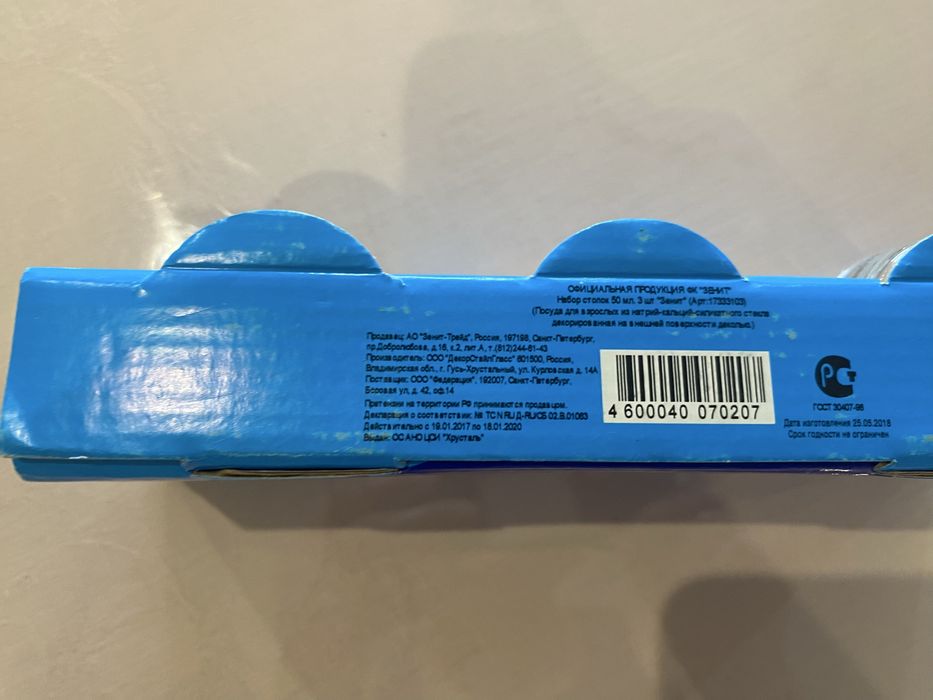 ОФИЦИАЛЬНАЯ ПРОДУКЦИЯ ФК "ЗЕНИТ"
Набор стопок 50 мл. 3 шт "Зенит" (Арт:17333103)
(Посуда для взрослых из натрий-кальций-силикатного стекла
декорированная на внешней поверхности деколью.)
Продавец: АО "Зенит-Трейд", Россия, 197198, Санкт-Петербург,
пр.Добролюбова, д.16, к.2, лит.А, т.(812)244-61-43
Производитель: ООО "ДекорСтайлГласс" 601500, Россия,
Владимирская обл., г. Гусь-Хрустальный, ул. Курловская д. 14А
Поставщик: ООО "Федерация", 192007, Санкт-Петербург,
Боровая ул, д. 42, оф.14
Претензии на территории РФ принимаются продавцом.
Декларация о соответствии: № ТС N RU Д-RU.СБ 02.В.01063
Действительно с 19.01.2017 по 18.01.2020
Выдан: ОС АНО ЦСИ "Хрусталь"
4 600040 070207
РСТ
ГОСТ 30407-96
Дата изготовления 25.05.2018
Срок годности не ограничен